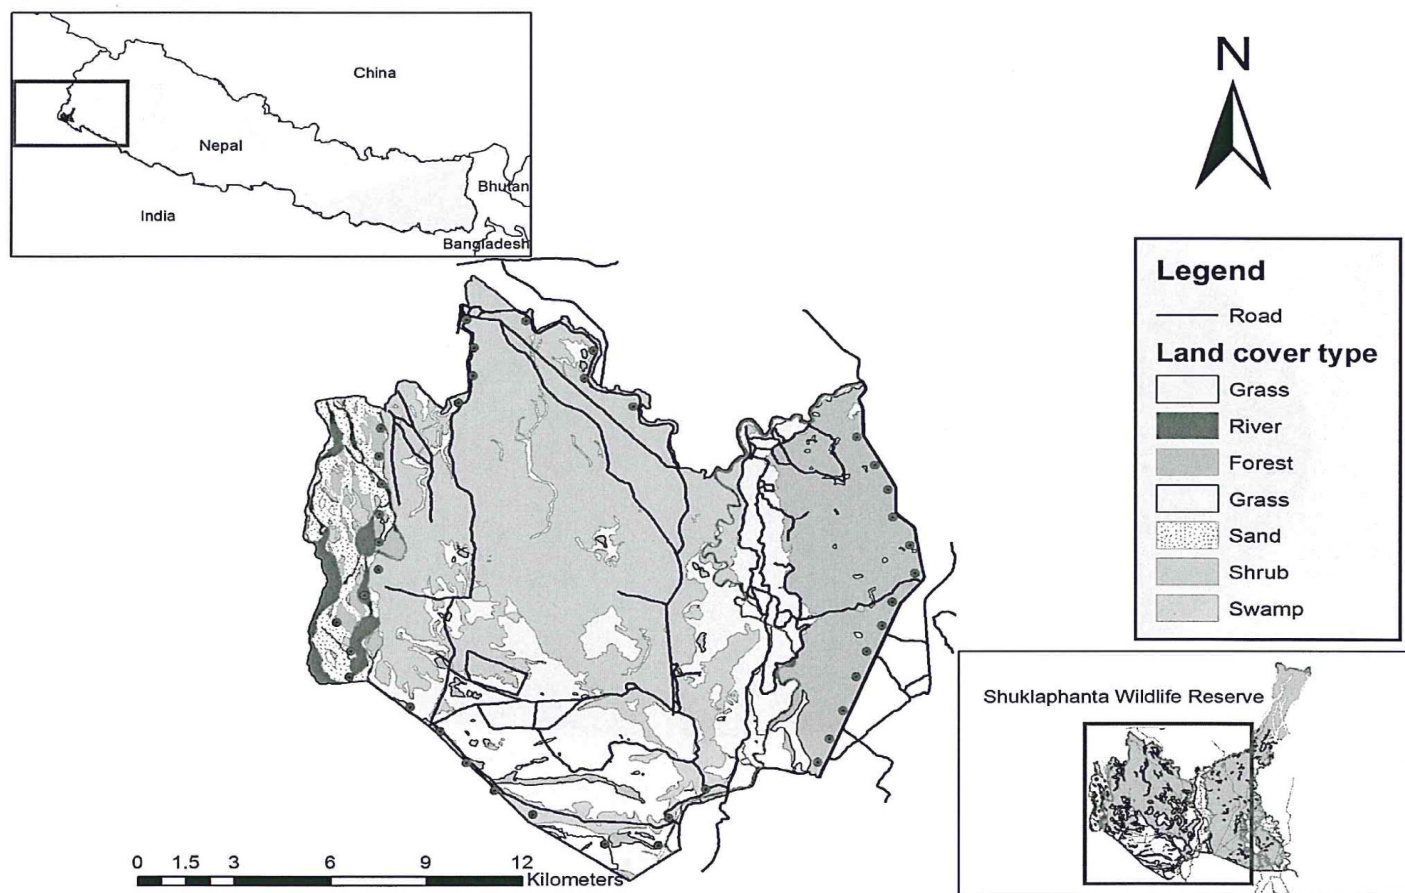 China
Nepal
Bhutan
India
Bangladesh
N
Legend
Road
Land cover type
Grass
River
Forest
Grass
Sand
Shrub
Swamp
Shuklaphanta Wildlife Reserve
0 1.5 3 6 9 12
Kilometers